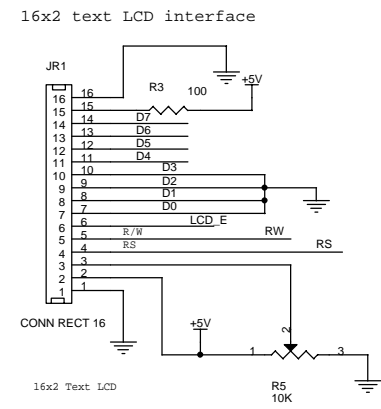 16x2 text LCD interface
JR1
R3 100 +5V
16 16
15 15
14 14 D7
13 13 D6
12 12 D5
11 11 D4
10 10 D3
9 9 D2
8 8 D1
7 7 D0
6 6 LCD_E
5 5 R/W RW
4 4 RS RS
3 3
2 2
1 1
CONN RECT 16
+5V
2
1 3
16x2 Text LCD
R5
10K